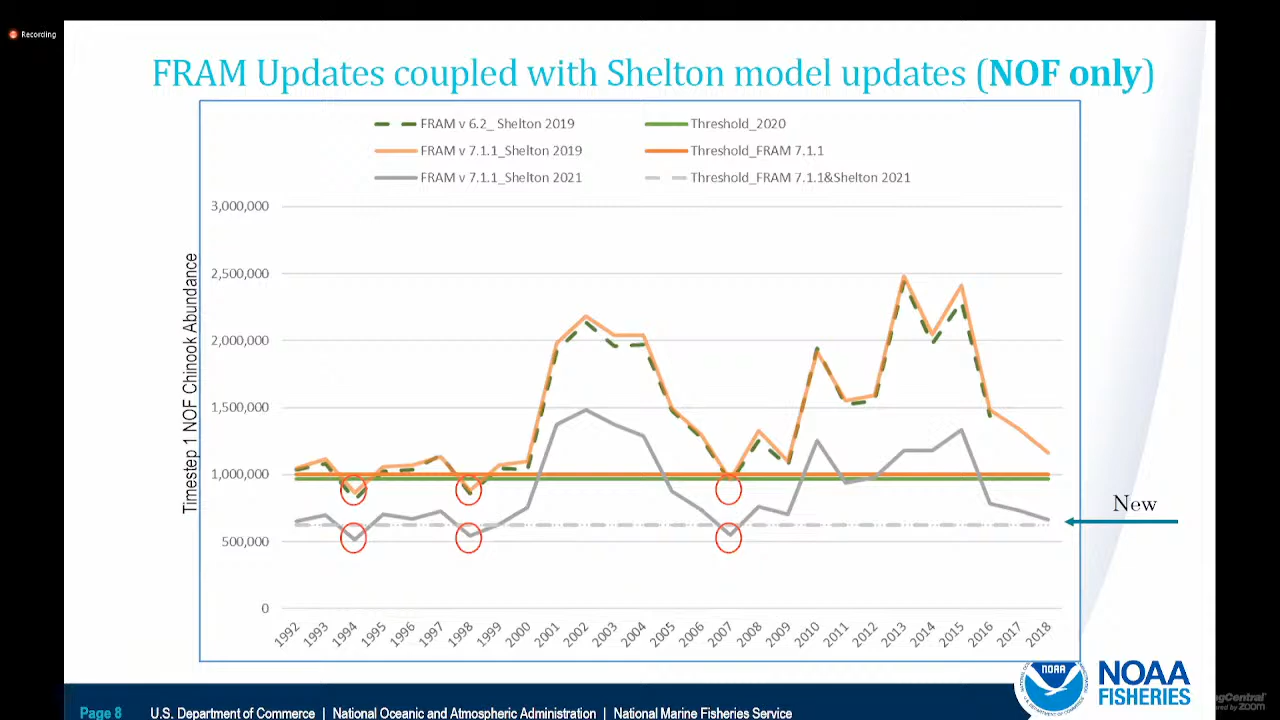 Recording
FRAM Updates coupled with Shelton model updates (NOF only)
FRAM v 6.2_ Shelton 2019
Threshold_2020
FRAM v 7.1.1_Shelton 2019
Threshold_FRAM 7.1.1
FRAM v 7.1.1_Shelton 2021
Threshold_FRAM 7.1.1&Shelton 2021
Timestep 1 NOF Chinook Abundance
3,000,000
2,500,000
2,000,000
1,500,000
1,000,000
500,000
0
New
1992 1993 1994 1995 1996 1997 1998 1999 2000 2001 2002 2003 2004 2005 2006 2007 2008 2009 2010 2011 2012 2013 2014 2015 2016 2017 2018
NOAA
NOAA
FISHERIES
Page 8 U.S. Department of Commerce | National Oceanic and Atmospheric Administration | National Marine Fisheries Service
zoom